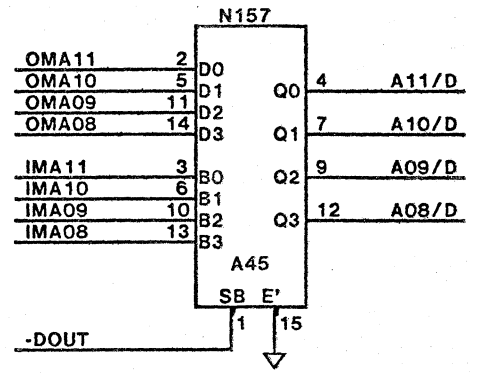 N157
OMA11 2 D0
OMA10 5 D1
OMA09 11 D2
OMA08 14 D3
Q0 4 A11/D
Q1 7 A10/D
Q2 9 A09/D
Q3 12 A08/D
IMA11 3 B0
IMA10 6 B1
IMA09 10 B2
IMA08 13 B3
A45
SB E'
1 15
-DOUT